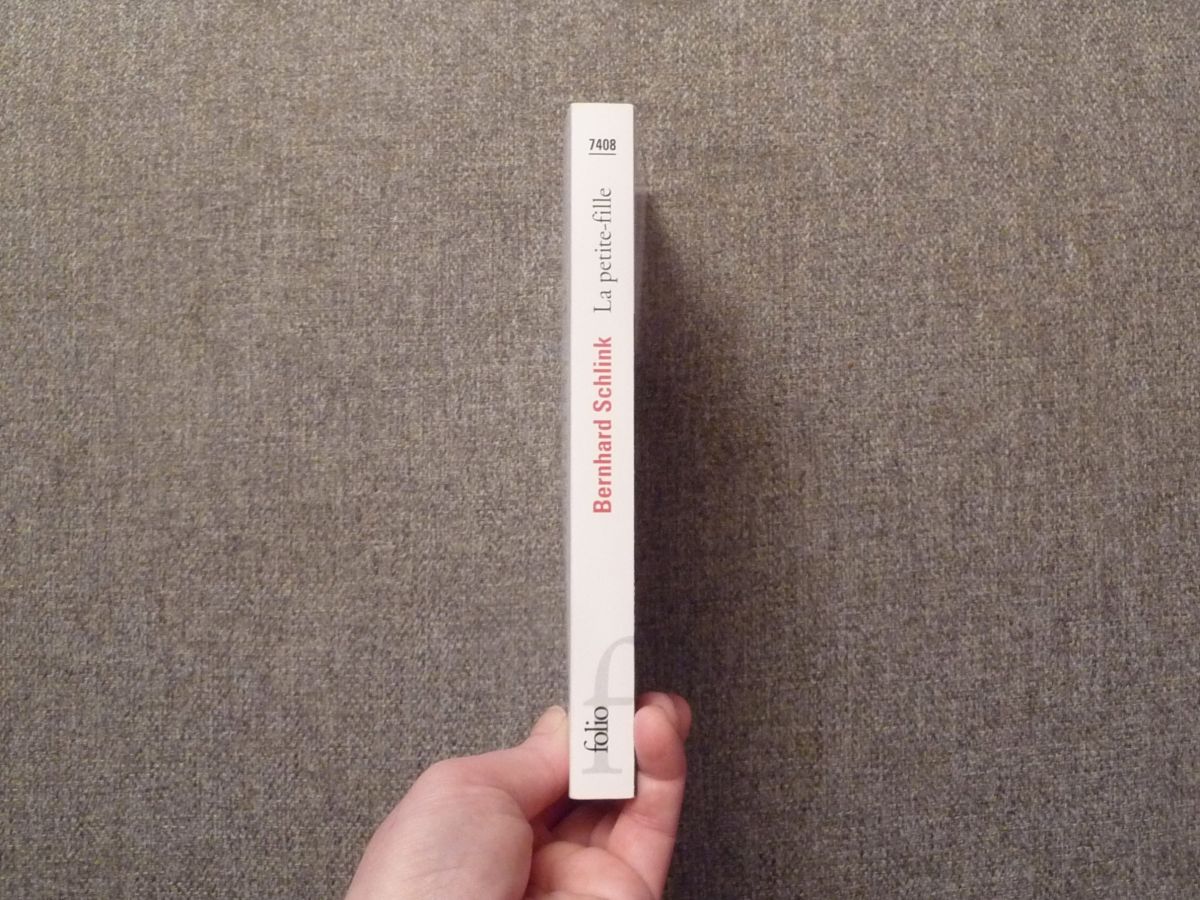 7408
Bernhard Schlink La petite-fille
folio
f